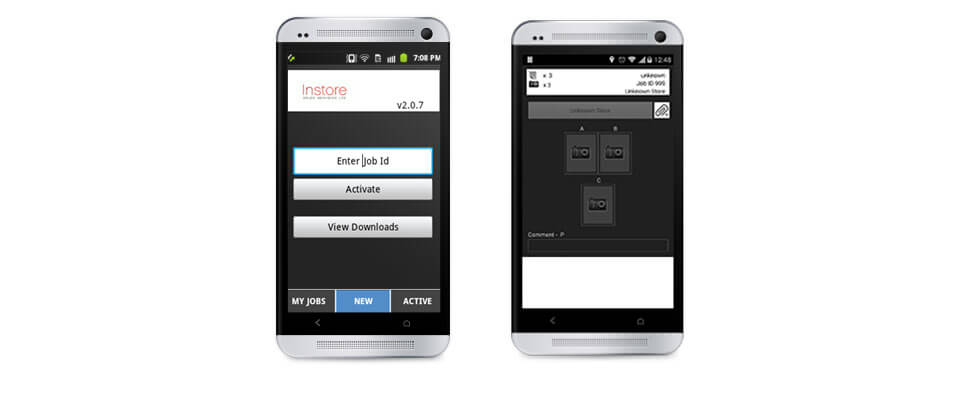 7:08 PM
Instore
v2.0.7
Enter Job Id
Activate
View Downloads
MY JOBS
NEW
ACTIVE
12:48
x 3
unknown
x 3
Job ID 999
Unknown Store
Unknown Store
A
B
C
Comment - P